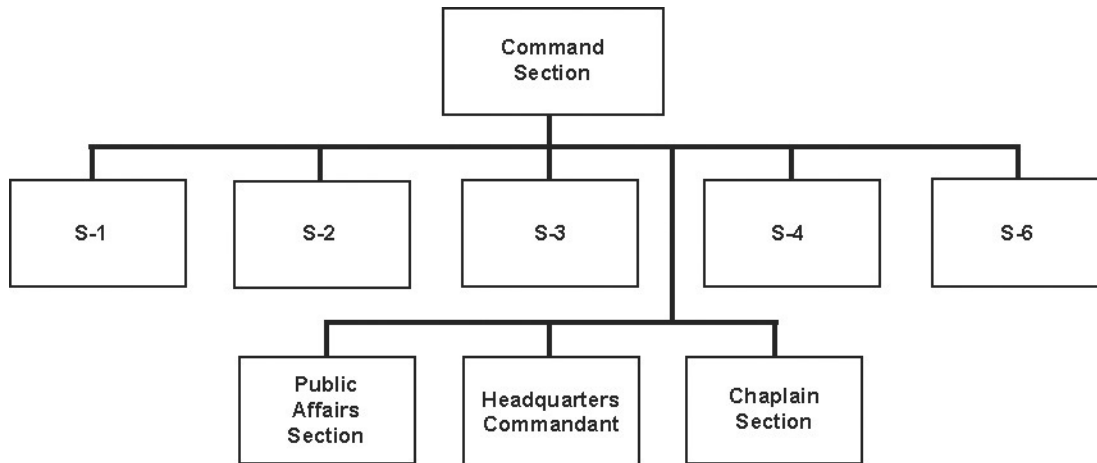 Command
Section
S-1
S-2
S-3
S-4
S-6
Public
Affairs
Section
Headquarters
Commandant
Chaplain
Section